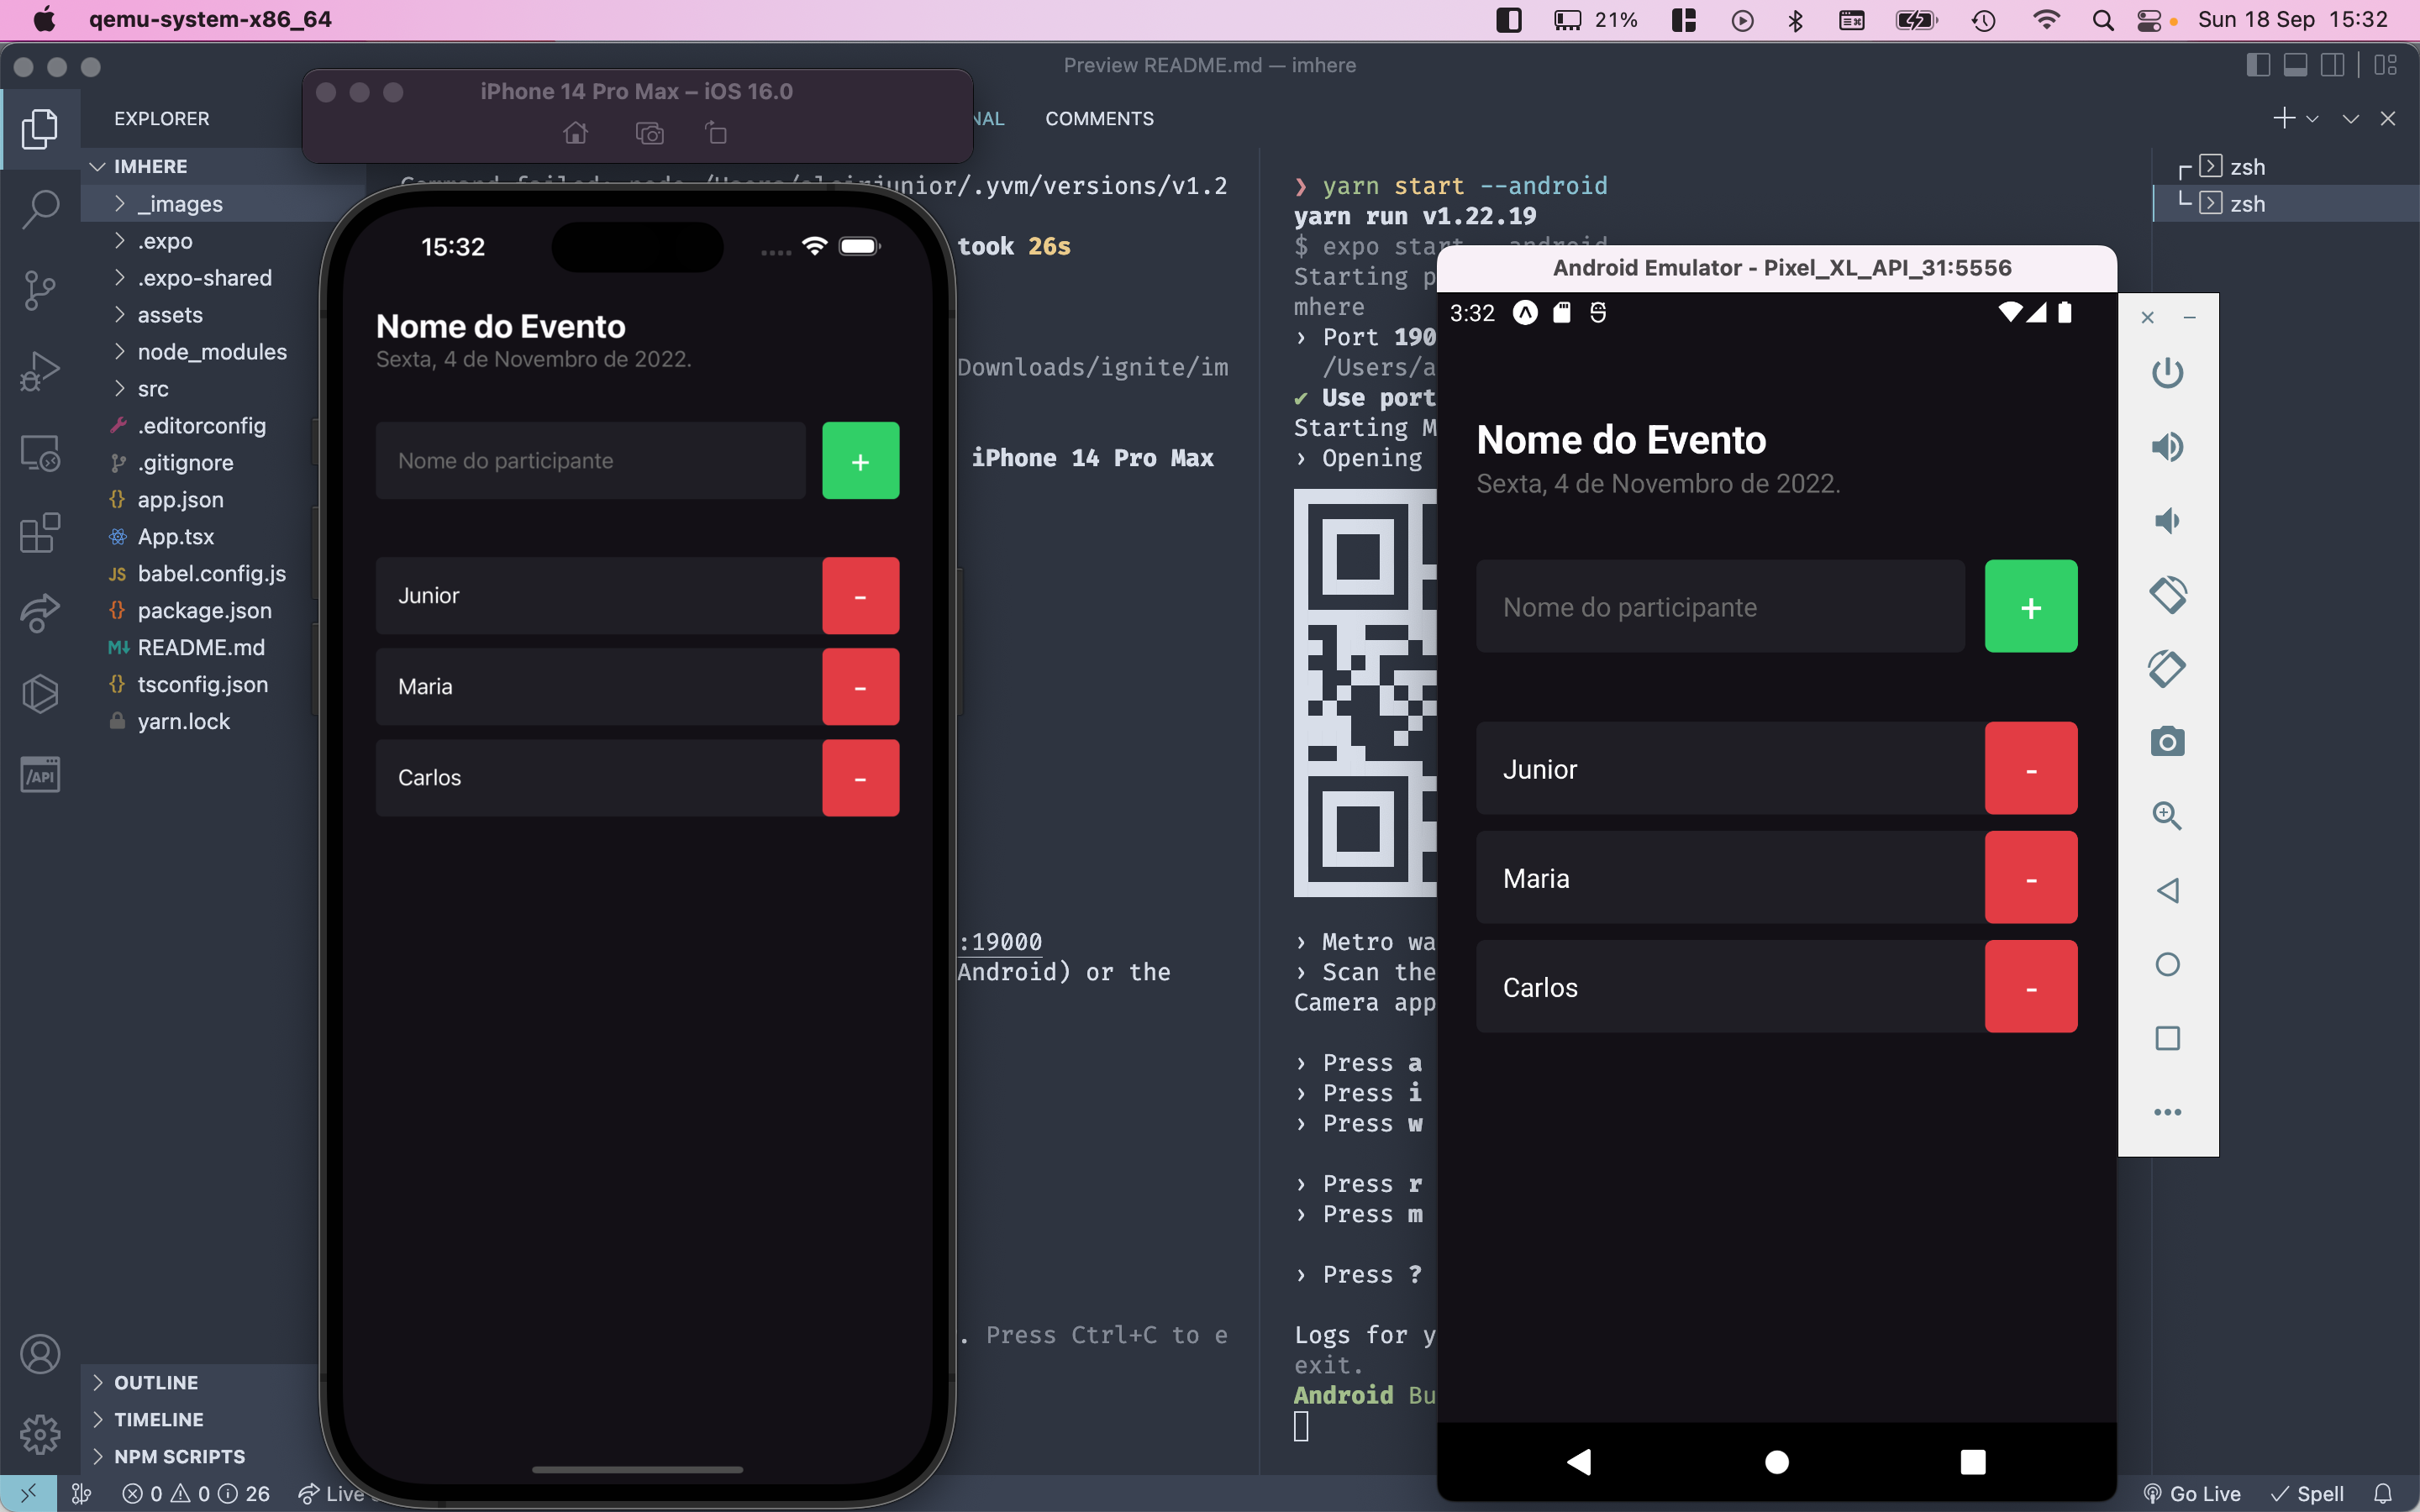 qemu-system-x86_64
21%
Sun 18 Sep 15:32
Preview README.md — imhere
EXPLORER
IMHERE
_images
.expo
.expo-shared
assets
node_modules
src
.editorconfig
.gitignore
app.json
App.tsx
JS babel.config.js
package.json
README.md
tsconfig.json
yarn.lock
/API
OUTLINE
TIMELINE
NPM SCRIPTS
0 0 26
Live
iPhone 14 Pro Max – iOS 16.0
15:32
Nome do Evento
Sexta, 4 de Novembro de 2022.
Nome do participante
+
Junior
-
Maria
-
Carlos
-
NAL
COMMENTS
junior/.yvm/versions/v1.2
took 26s
Downloads/ignite/im
iPhone 14 Pro Max
:19000
Android) or the
. Press Ctrl+C to e
❯ yarn start --android
yarn run v1.22.19
$ expo start --android
Starting p
mhere
› Port 190
/Users/a
✔ Use port
Starting M
› Opening
› Metro wa
› Scan the
Camera app
› Press a
› Press i
› Press w
› Press r
› Press m
› Press ?
Logs for y
exit.
Android Bu
Android Emulator - Pixel_XL_API_31:5556
3:32
Nome do Evento
Sexta, 4 de Novembro de 2022.
Nome do participante
+
Junior
-
Maria
-
Carlos
-
zsh
zsh
Go Live
Spell